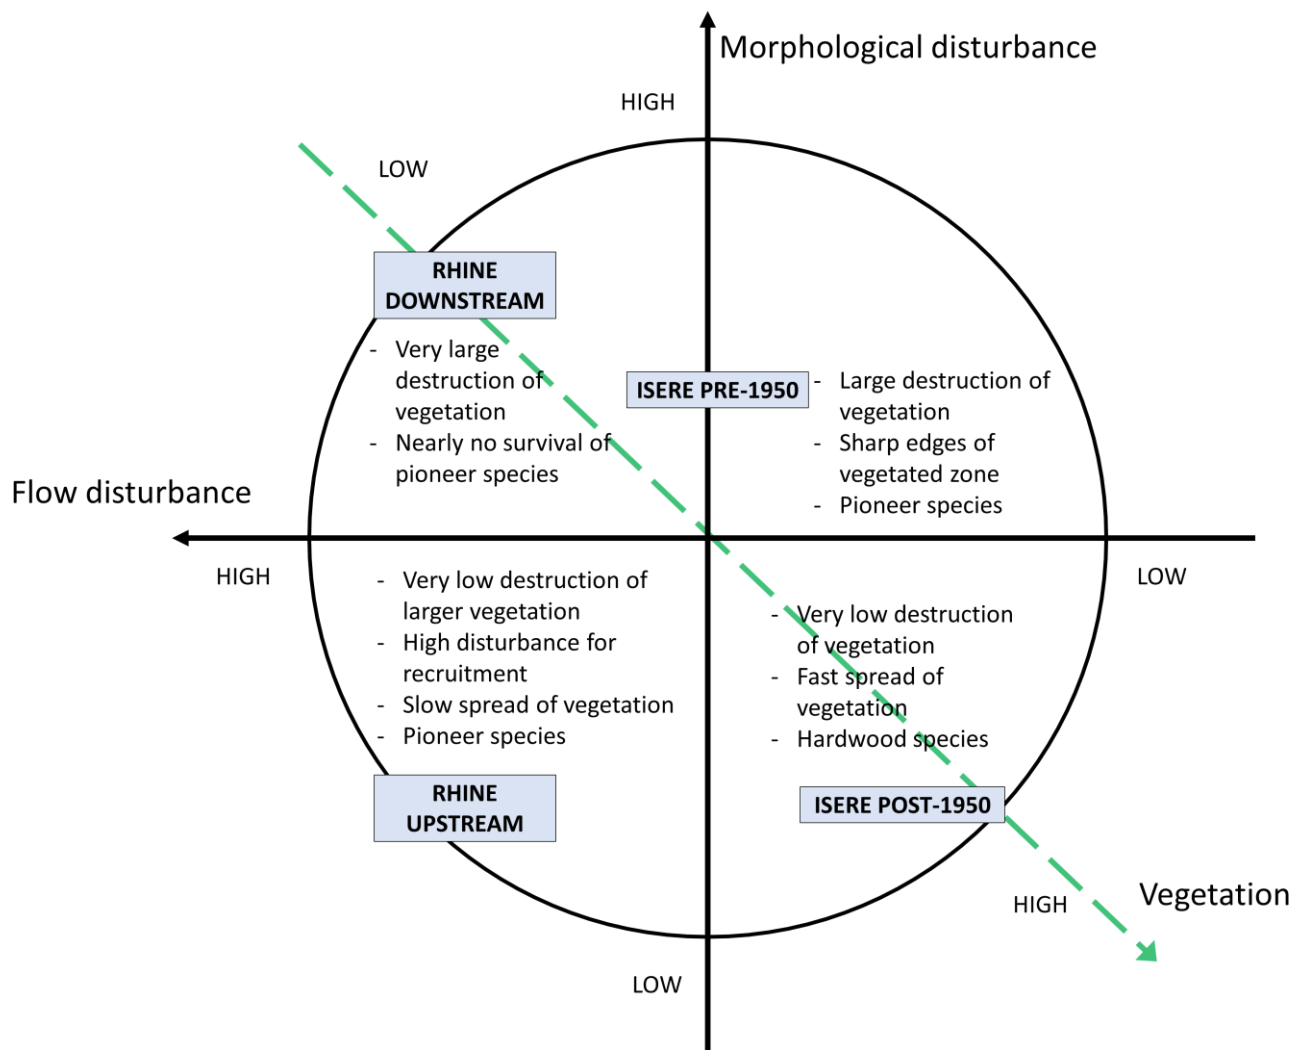 Morphological disturbance
HIGH
LOW
RHINE
DOWNSTREAM
- Very large
destruction of
vegetation
- Nearly no survival of
pioneer species
ISERE PRE-1950
- Large destruction of
vegetation
- Sharp edges of
vegetated zone
- Pioneer species
Flow disturbance
HIGH
LOW
- Very low destruction of
larger vegetation
- High disturbance for
recruitment
- Slow spread of vegetation
- Pioneer species
RHINE
UPSTREAM
- Very low destruction
of vegetation
- Fast spread of
vegetation
- Hardwood species
ISERE POST-1950
HIGH
Vegetation
LOW